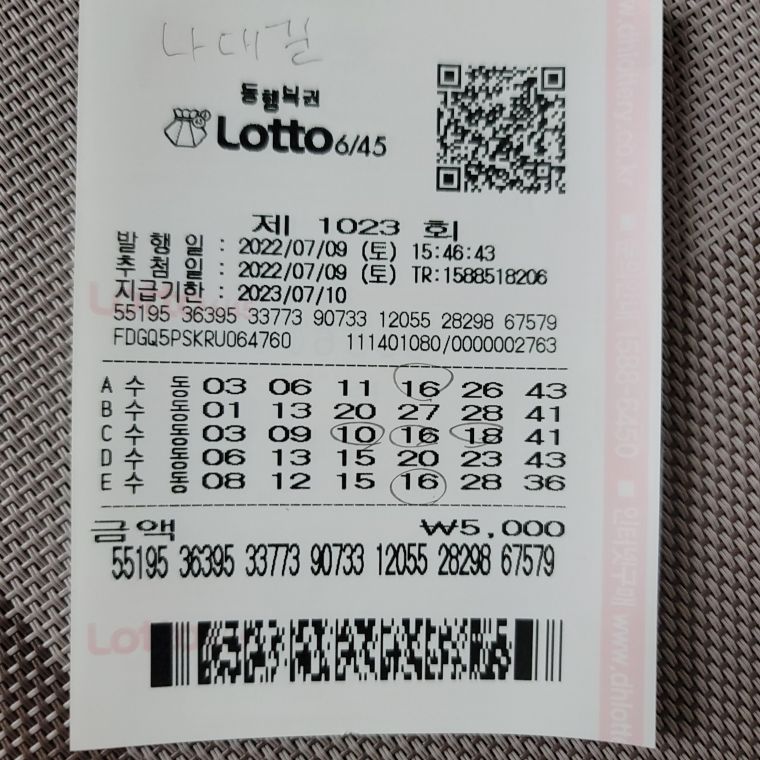 나대길
동행복권
Lotto 6/45
제 1023 회
발 행 일 : 2022/07/09 (토) 15:46:43
추 첨 일 : 2022/07/09 (토) TR:1588518206
지급기한 : 2023/07/10
55195 36395 33773 90733 12055 28298 67579
FDGQ5PSKRU064760 111401080/0000002763
A 수 동 03 06 11 16 26 43
B 수 동 01 13 20 27 28 41
C 수 동 03 09 10 16 18 41
D 수 동 06 13 15 20 23 43
E 수 동 08 12 15 16 28 36
금액 ₩5,000
55195 36395 33773 90733 12055 28298 67579